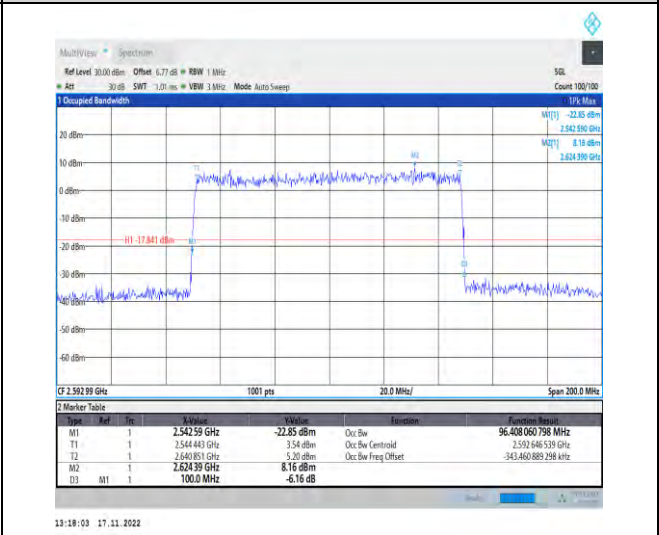 MultiView Spectrum
Ref Level 30.00 dBm Offset 6.77 dB RBW 1 MHz SGL
Att 30 dB SWT 1.01 ms VBW 3 MHz Mode Auto Sweep Count 100/100
1 Occupied Bandwidth 1Pk Max
M1[1] -22.85 dBm
2.542 590 GHz
M2[1] 8.16 dBm
2.624 390 GHz
20 dBm
10 dBm
0 dBm
-10 dBm
-20 dBm
-30 dBm
-40 dBm
-50 dBm
-60 dBm
T1
M2
H1 -17.841 dBm
M1
D3
CF 2.592 99 GHz 1001 pts 20.0 MHz/ Span 200.0 MHz
2 Marker Table
Type Ref Trc X-Value Y-Value Function Function Result
M1 1 2.542 59 GHz -22.85 dBm Occ Bw 96.408 060 798 MHz
T1 1 2.544 443 GHz 3.54 dBm Occ Bw Centroid 2.592 646 539 GHz
T2 1 2.640 851 GHz 5.20 dBm Occ Bw Freq Offset -343.460 889 298 kHz
M2 1 2.624 39 GHz 8.16 dBm
D3 M1 1 100.0 MHz -6.16 dB
13:18:03 17.11.2022